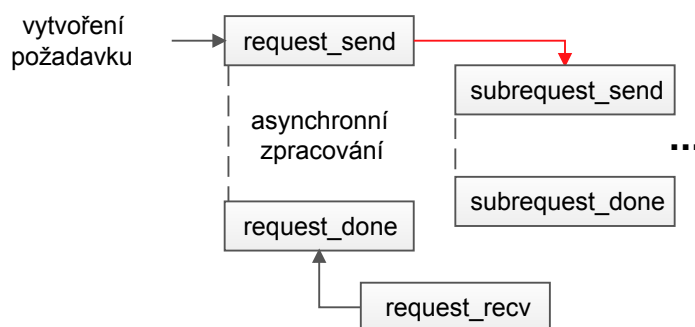 vytvoření
požadavku
request_send
subrequest_send
asynchronní
zpracování
...
subrequest_done
request_done
request_recv